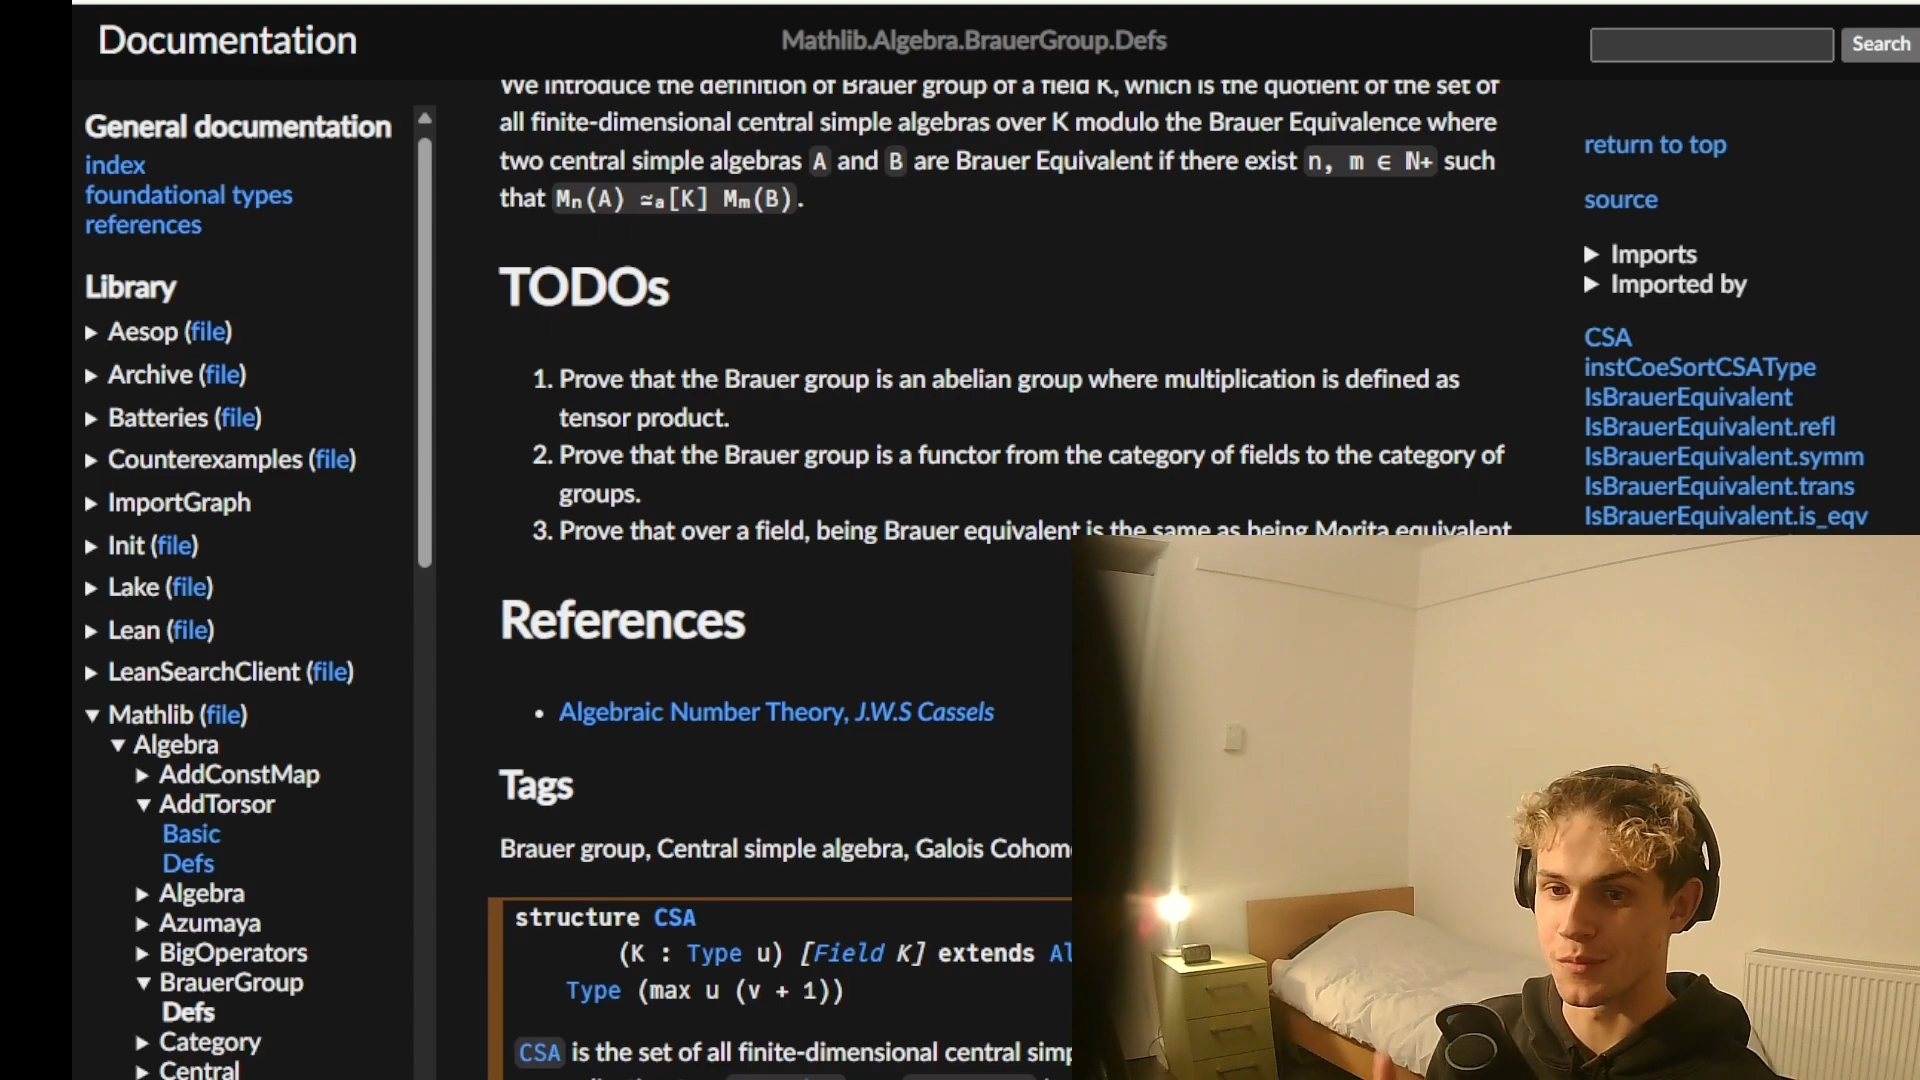 Documentation
Mathlib.Algebra.BrauerGroup.Defs
Search
General documentation
index
foundational types
references
Library
▶ Aesop (file)
▶ Archive (file)
▶ Batteries (file)
▶ Counterexamples (file)
▶ ImportGraph
▶ Init (file)
▶ Lake (file)
▶ Lean (file)
▶ LeanSearchClient (file)
▼ Mathlib (file)
▼ Algebra
▶ AddConstMap
▼ AddTorsor
Basic
Defs
▶ Algebra
▶ Azumaya
▶ BigOperators
▼ BrauerGroup
Defs
▶ Category
▶ Central
We introduce the definition of Brauer group of a field K, which is the quotient of the set of
all finite-dimensional central simple algebras over K modulo the Brauer Equivalence where
two central simple algebras A and B are Brauer Equivalent if there exist n, m ∈ N+ such
that Mₙ(A) ≃ₐ[K] Mₘ(B).
TODOs
1. Prove that the Brauer group is an abelian group where multiplication is defined as
tensor product.
2. Prove that the Brauer group is a functor from the category of fields to the category of
groups.
3. Prove that over a field, being Brauer equivalent is the same as being Morita equivalent
References
• Algebraic Number Theory, J.W.S Cassels
Tags
Brauer group, Central simple algebra, Galois Cohom
structure CSA
(K : Type u) [Field K] extends Al
Type (max u (v + 1))
CSA is the set of all finite-dimensional central simp
return to top
source
▶ Imports
▶ Imported by
CSA
instCoeSortCSAType
IsBrauerEquivalent
IsBrauerEquivalent.refl
IsBrauerEquivalent.symm
IsBrauerEquivalent.trans
IsBrauerEquivalent.is_eqv